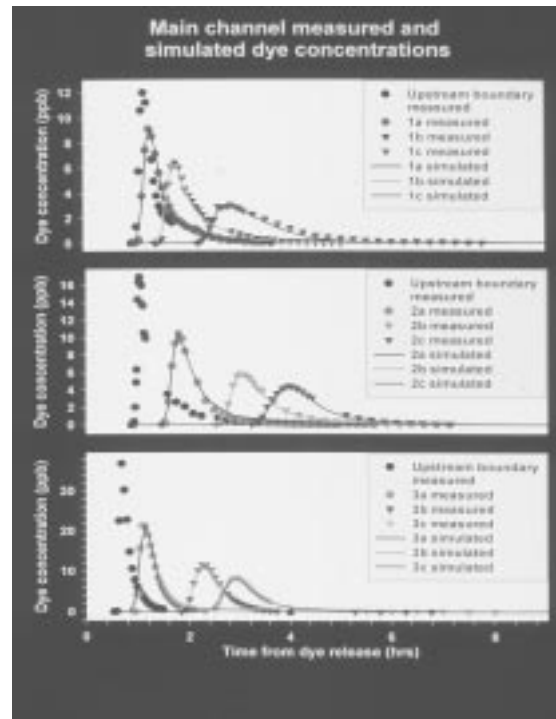 Main channel measured and
simulated dye concentrations
Dye concentration (ppb)
12
10
8
6
4
2
0
Upstream boundary
measured
1a measured
1b measured
1c measured
1a simulated
1b simulated
1c simulated
Dye concentration (ppb)
16
14
12
10
8
6
4
2
0
Upstream boundary
measured
2a measured
2b measured
2c measured
2a simulated
2b simulated
2c simulated
Dye concentration (ppb)
30
20
10
0
Upstream boundary
measured
3a measured
3b measured
3c measured
3a simulated
3b simulated
3c simulated
0 2 4 6 8
Time from dye release (hrs)